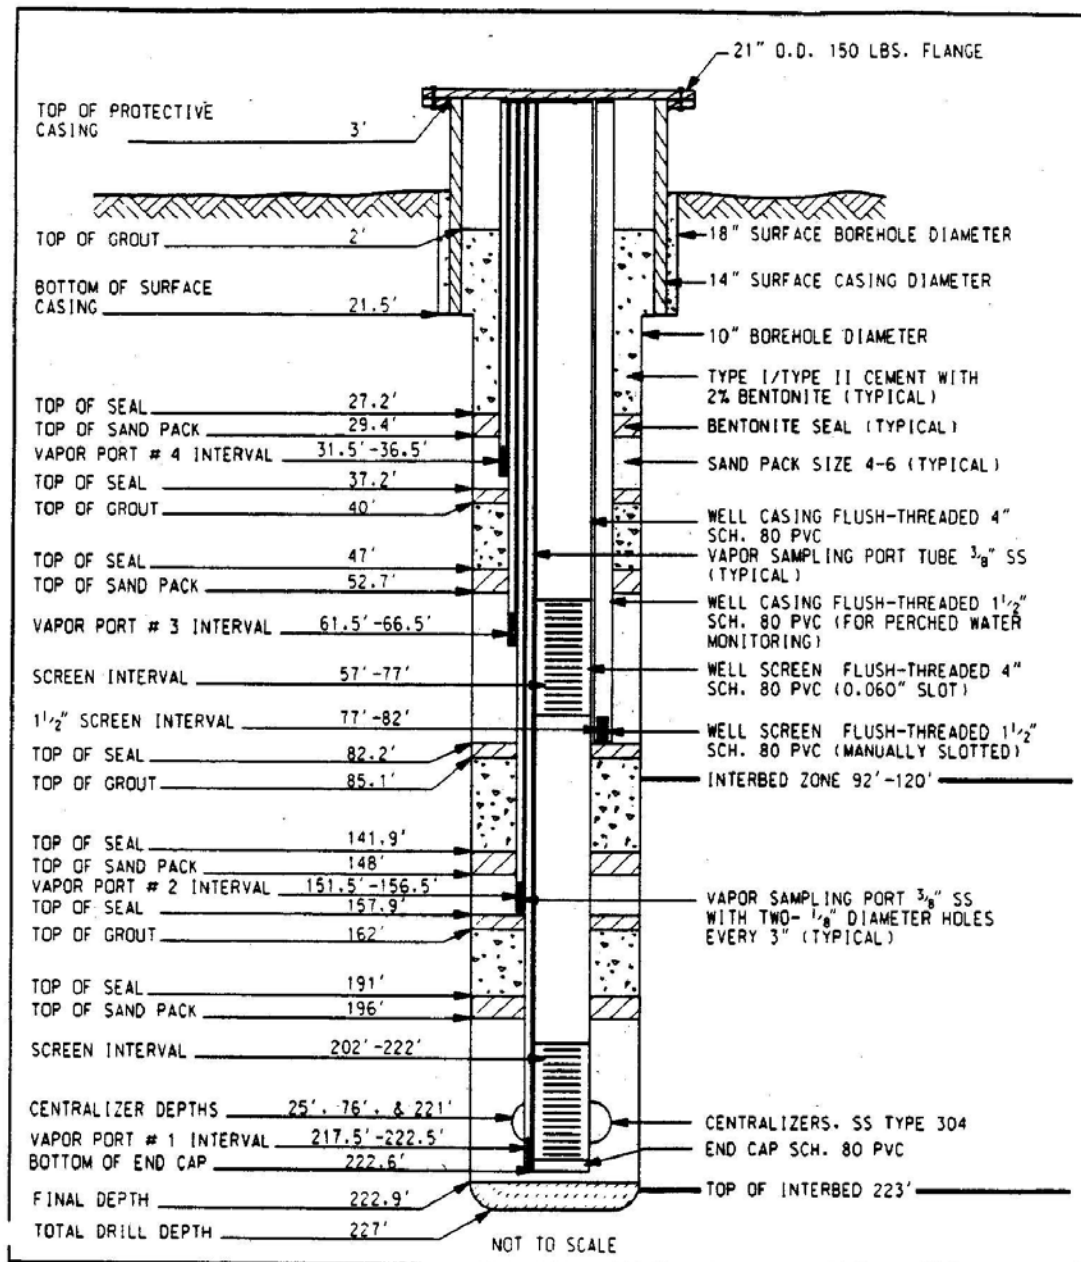 21" O.D. 150 LBS. FLANGE
TOP OF PROTECTIVE
CASING 3'
TOP OF GROUT 2'
BOTTOM OF SURFACE
CASING 21.5'
TOP OF SEAL 27.2'
TOP OF SAND PACK 29.4'
VAPOR PORT # 4 INTERVAL 31.5'-36.5'
TOP OF SEAL 37.2'
TOP OF GROUT 40'
TOP OF SEAL 47'
TOP OF SAND PACK 52.7'
VAPOR PORT # 3 INTERVAL 61.5'-66.5'
SCREEN INTERVAL 57'-77'
1 1/2" SCREEN INTERVAL 77'-82'
TOP OF SEAL 82.2'
TOP OF GROUT 85.1'
TOP OF SEAL 141.9'
TOP OF SAND PACK 148'
VAPOR PORT # 2 INTERVAL 151.5'-156.5'
TOP OF SEAL 157.9'
TOP OF GROUT 162'
TOP OF SEAL 191'
TOP OF SAND PACK 196'
SCREEN INTERVAL 202'-222'
CENTRALIZER DEPTHS 25', 76', & 221'
VAPOR PORT # 1 INTERVAL 217.5'-222.5'
BOTTOM OF END CAP 222.6'
FINAL DEPTH 222.9'
TOTAL DRILL DEPTH 227'
18" SURFACE BOREHOLE DIAMETER
14" SURFACE CASING DIAMETER
10" BOREHOLE DIAMETER
TYPE I/TYPE II CEMENT WITH
2% BENTONITE (TYPICAL)
BENTONITE SEAL (TYPICAL)
SAND PACK SIZE 4-6 (TYPICAL)
WELL CASING FLUSH-THREADED 4"
SCH. 80 PVC
VAPOR SAMPLING PORT TUBE 3/8" SS
(TYPICAL)
WELL CASING FLUSH-THREADED 1 1/2"
SCH. 80 PVC (FOR PERCHED WATER
MONITORING)
WELL SCREEN FLUSH-THREADED 4"
SCH. 80 PVC (0.060" SLOT)
WELL SCREEN FLUSH-THREADED 1 1/2"
SCH. 80 PVC (MANUALLY SLOTTED)
INTERBED ZONE 92'-120'
VAPOR SAMPLING PORT 3/8" SS
WITH TWO- 1/8" DIAMETER HOLES
EVERY 3" (TYPICAL)
CENTRALIZERS. SS TYPE 304
END CAP SCH. 80 PVC
TOP OF INTERBED 223'
NOT TO SCALE